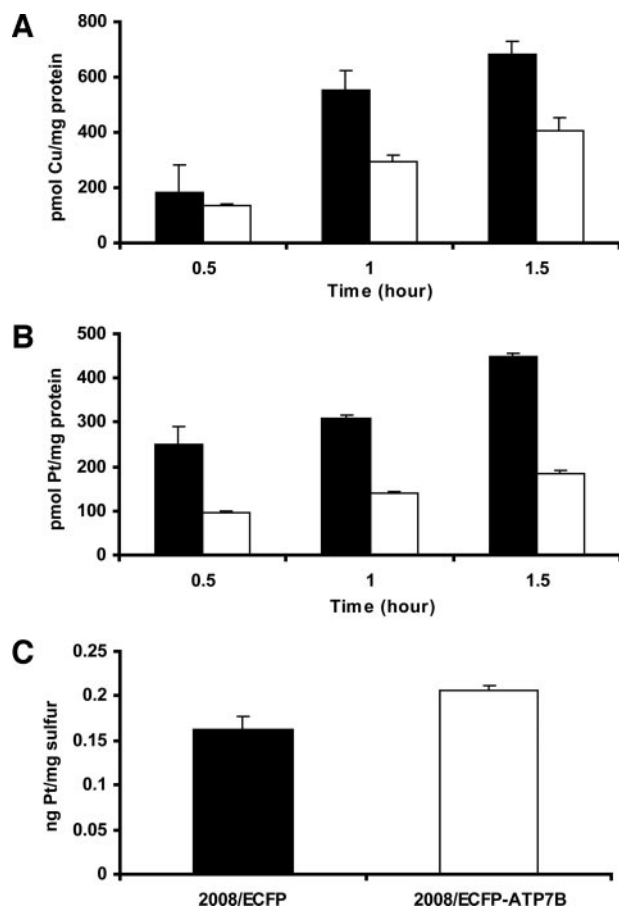 A
pmol Cu/mg protein
800
600
400
200
0
0.5 1 1.5
Time (hour)
B
pmol Pt/mg protein
500
400
300
200
100
0
0.5 1 1.5
Time (hour)
C
ng Pt/mg sulfur
0.25
0.2
0.15
0.1
0.05
0
2008/ECFP 2008/ECFP-ATP7B